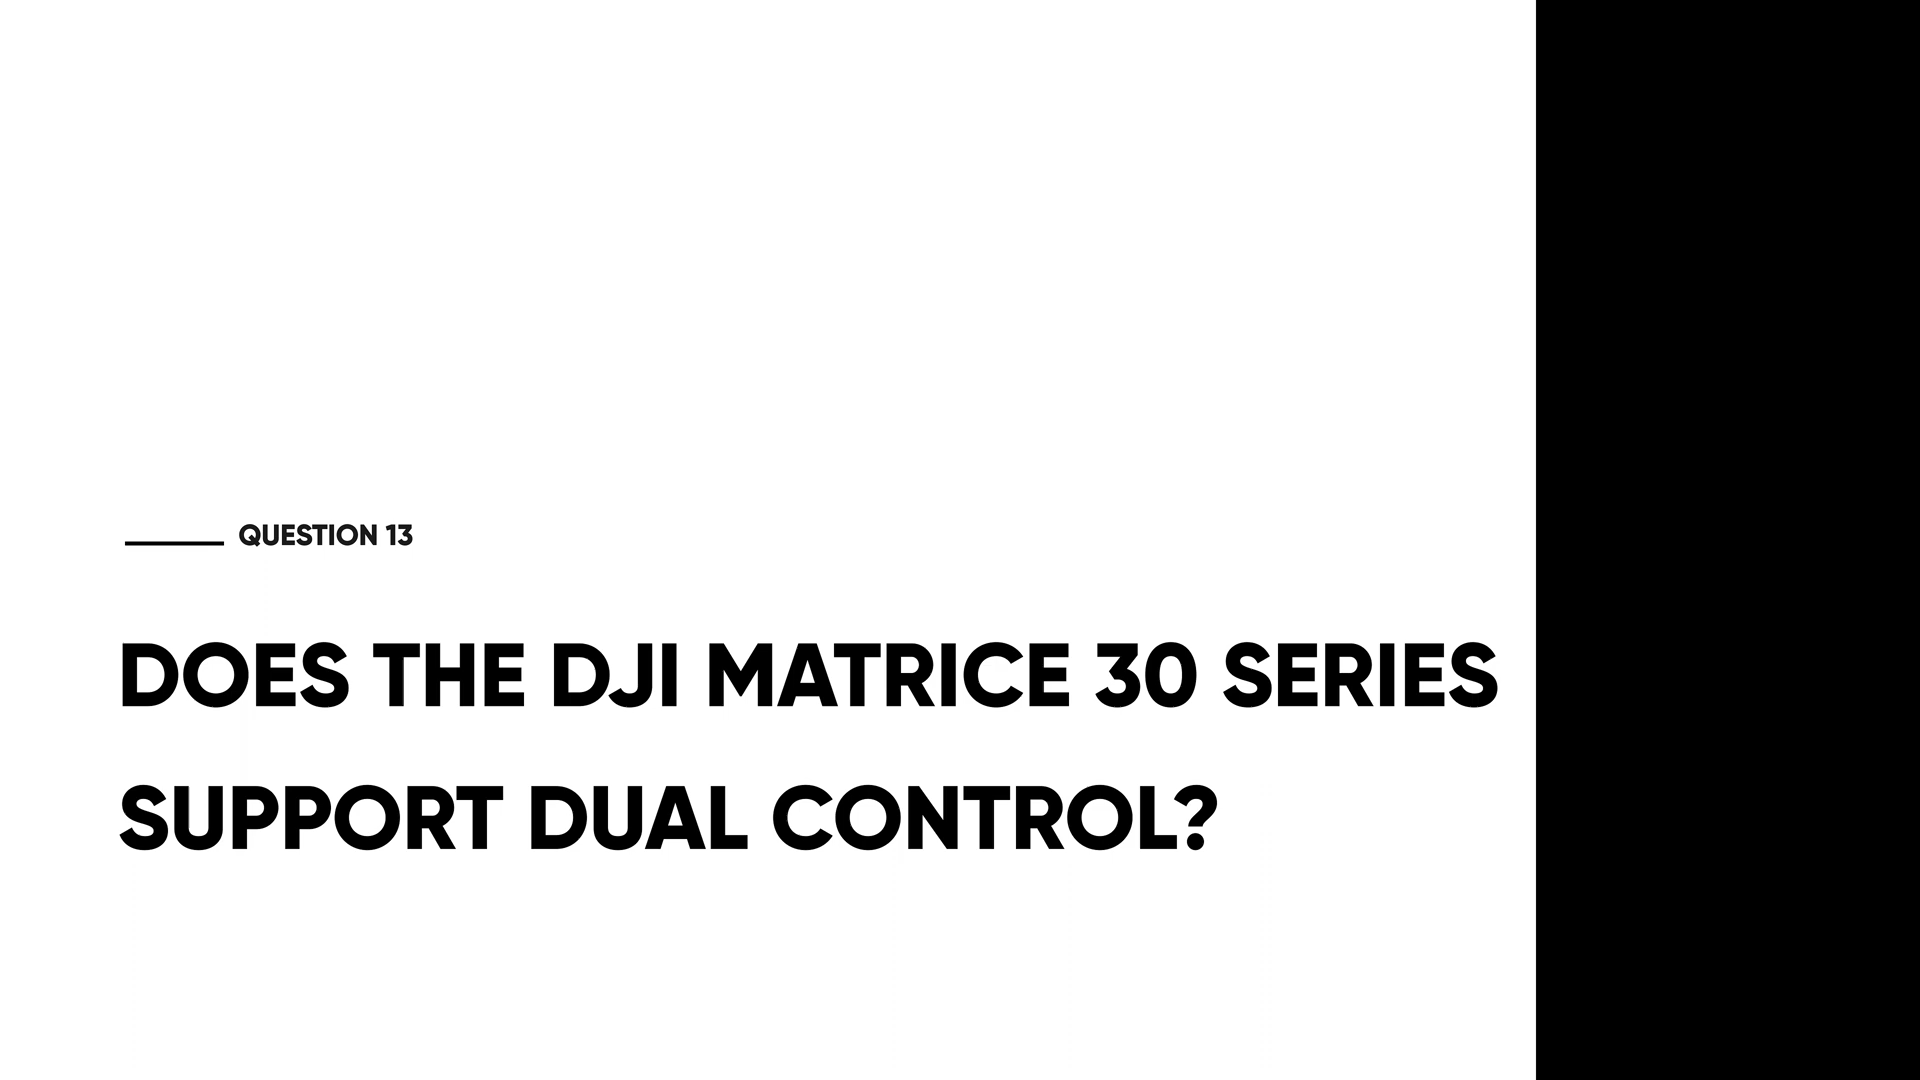 QUESTION 13
DOES THE DJI MATRICE 30 SERIES
SUPPORT DUAL CONTROL?